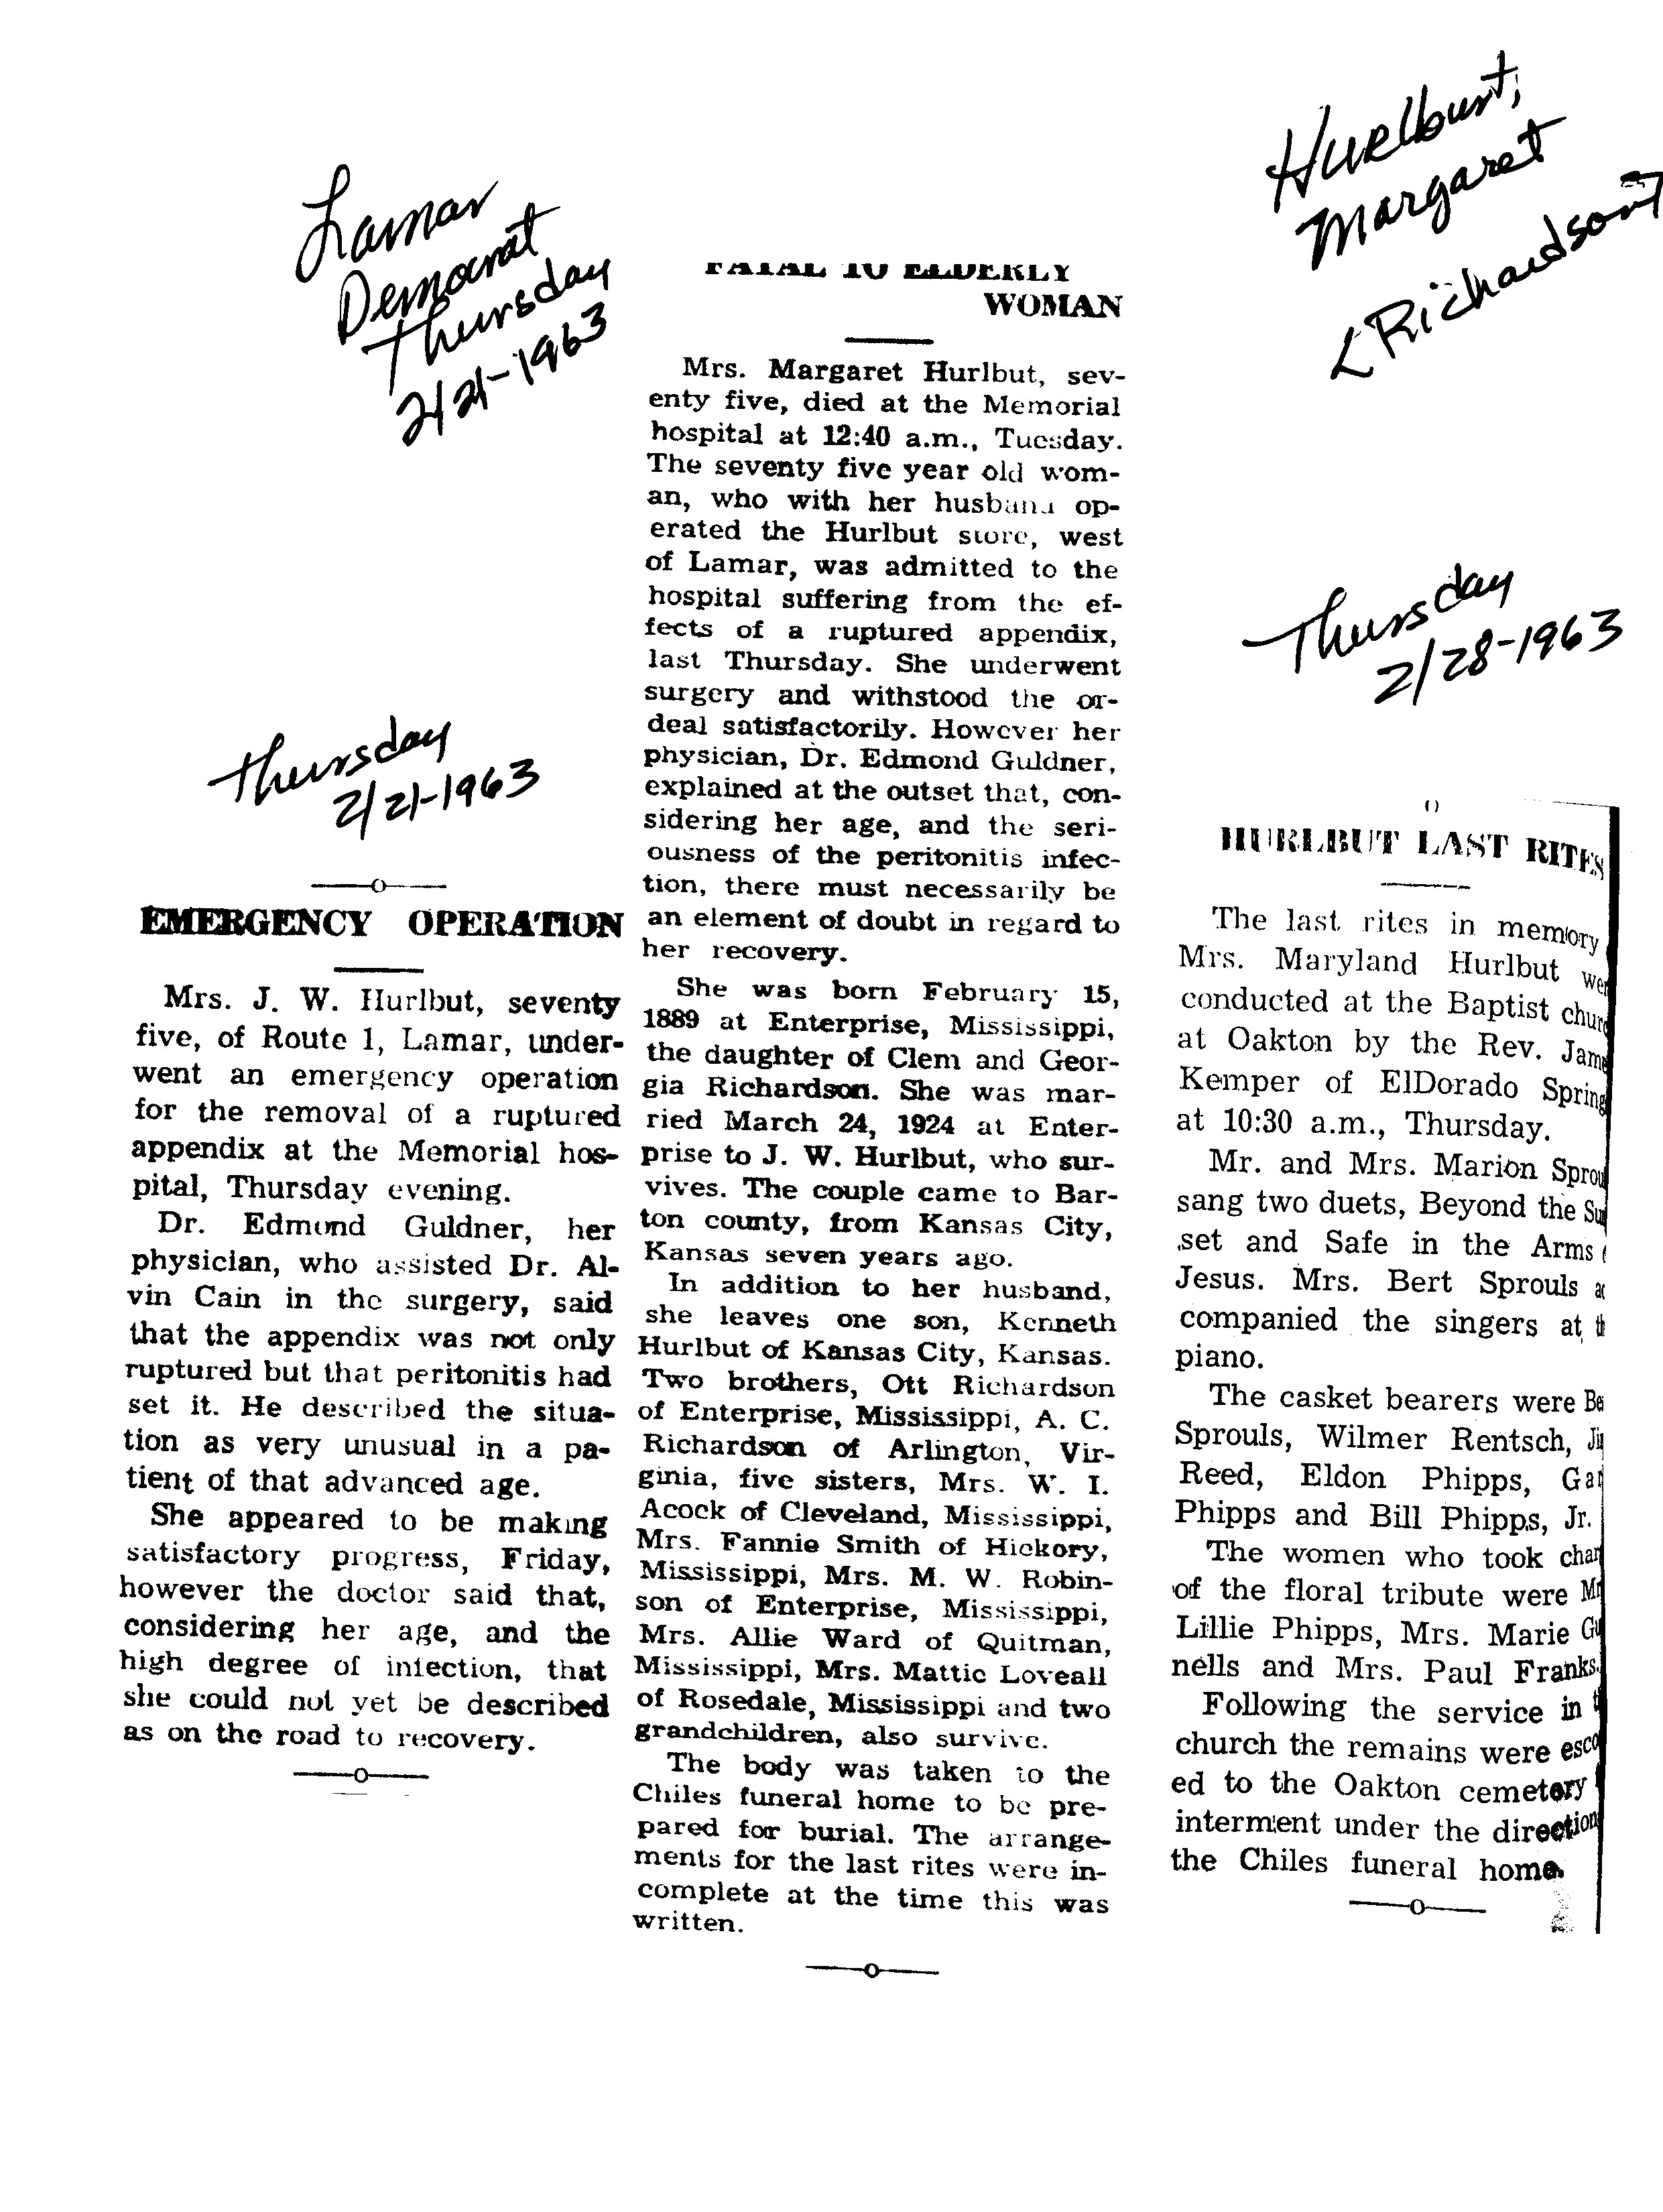 Lamar
Democrat
Thursday
2/21-1963
Thursday
2/21-1963
EMERGENCY OPERATION
Mrs. J. W. Hurlbut, seventy
five, of Route 1, Lamar, under-
went an emergency operation
for the removal of a ruptured
appendix at the Memorial hos-
pital, Thursday evening.
Dr. Edmond Guldner, her
physician, who assisted Dr. Al-
vin Cain in the surgery, said
that the appendix was not only
ruptured but that peritonitis had
set it. He described the situa-
tion as very unusual in a pa-
tient of that advanced age.
She appeared to be making
satisfactory progress, Friday,
however the doctor said that,
considering her age, and the
high degree of infection, that
she could not yet be described
as on the road to recovery.
FATAL TO ELDERLY
WOMAN
Mrs. Margaret Hurlbut, sev-
enty five, died at the Memorial
hospital at 12:40 a.m., Tuesday.
The seventy five year old wom-
an, who with her husband op-
erated the Hurlbut store, west
of Lamar, was admitted to the
hospital suffering from the ef-
fects of a ruptured appendix,
last Thursday. She underwent
surgery and withstood the or-
deal satisfactorily. However her
physician, Dr. Edmond Guldner,
explained at the outset that, con-
sidering her age, and the seri-
ousness of the peritonitis infec-
tion, there must necessarily be
an element of doubt in regard to
her recovery.
She was born February 15,
1889 at Enterprise, Mississippi,
the daughter of Clem and Geor-
gia Richardson. She was mar-
ried March 24, 1924 at Enter-
prise to J. W. Hurlbut, who sur-
vives. The couple came to Bar-
ton county, from Kansas City,
Kansas seven years ago.
In addition to her husband,
she leaves one son, Kenneth
Hurlbut of Kansas City, Kansas.
Two brothers, Ott Richardson
of Enterprise, Mississippi, A. C.
Richardson of Arlington, Vir-
ginia, five sisters, Mrs. W. I.
Acock of Cleveland, Mississippi,
Mrs. Fannie Smith of Hickory,
Mississippi, Mrs. M. W. Robin-
son of Enterprise, Mississippi,
Mrs. Allie Ward of Quitman,
Mississippi, Mrs. Mattie Loveall
of Rosedale, Mississippi and two
grandchildren, also survive.
The body was taken to the
Chiles funeral home to be pre-
pared for burial. The arrange-
ments for the last rites were in-
complete at the time this was
written.
Huelburt,
Margaret
L Richardson
Thursday
2/28-1963
HURLBUT LAST RITES
The last rites in memory
Mrs. Maryland Hurlbut wer
conducted at the Baptist churc
at Oakton by the Rev. Jame
Kemper of ElDorado Spring
at 10:30 a.m., Thursday.
Mr. and Mrs. Marion Sprou
sang two duets, Beyond the Su
set and Safe in the Arms
Jesus. Mrs. Bert Sprouls ac
companied the singers at th
piano.
The casket bearers were Be
Sprouls, Wilmer Rentsch, Ji
Reed, Eldon Phipps, Gar
Phipps and Bill Phipps, Jr.
The women who took char
of the floral tribute were Mr
Lillie Phipps, Mrs. Marie Gu
nells and Mrs. Paul Franks.
Following the service in t
church the remains were esco
ed to the Oakton cemetery
interment under the direction
the Chiles funeral home.